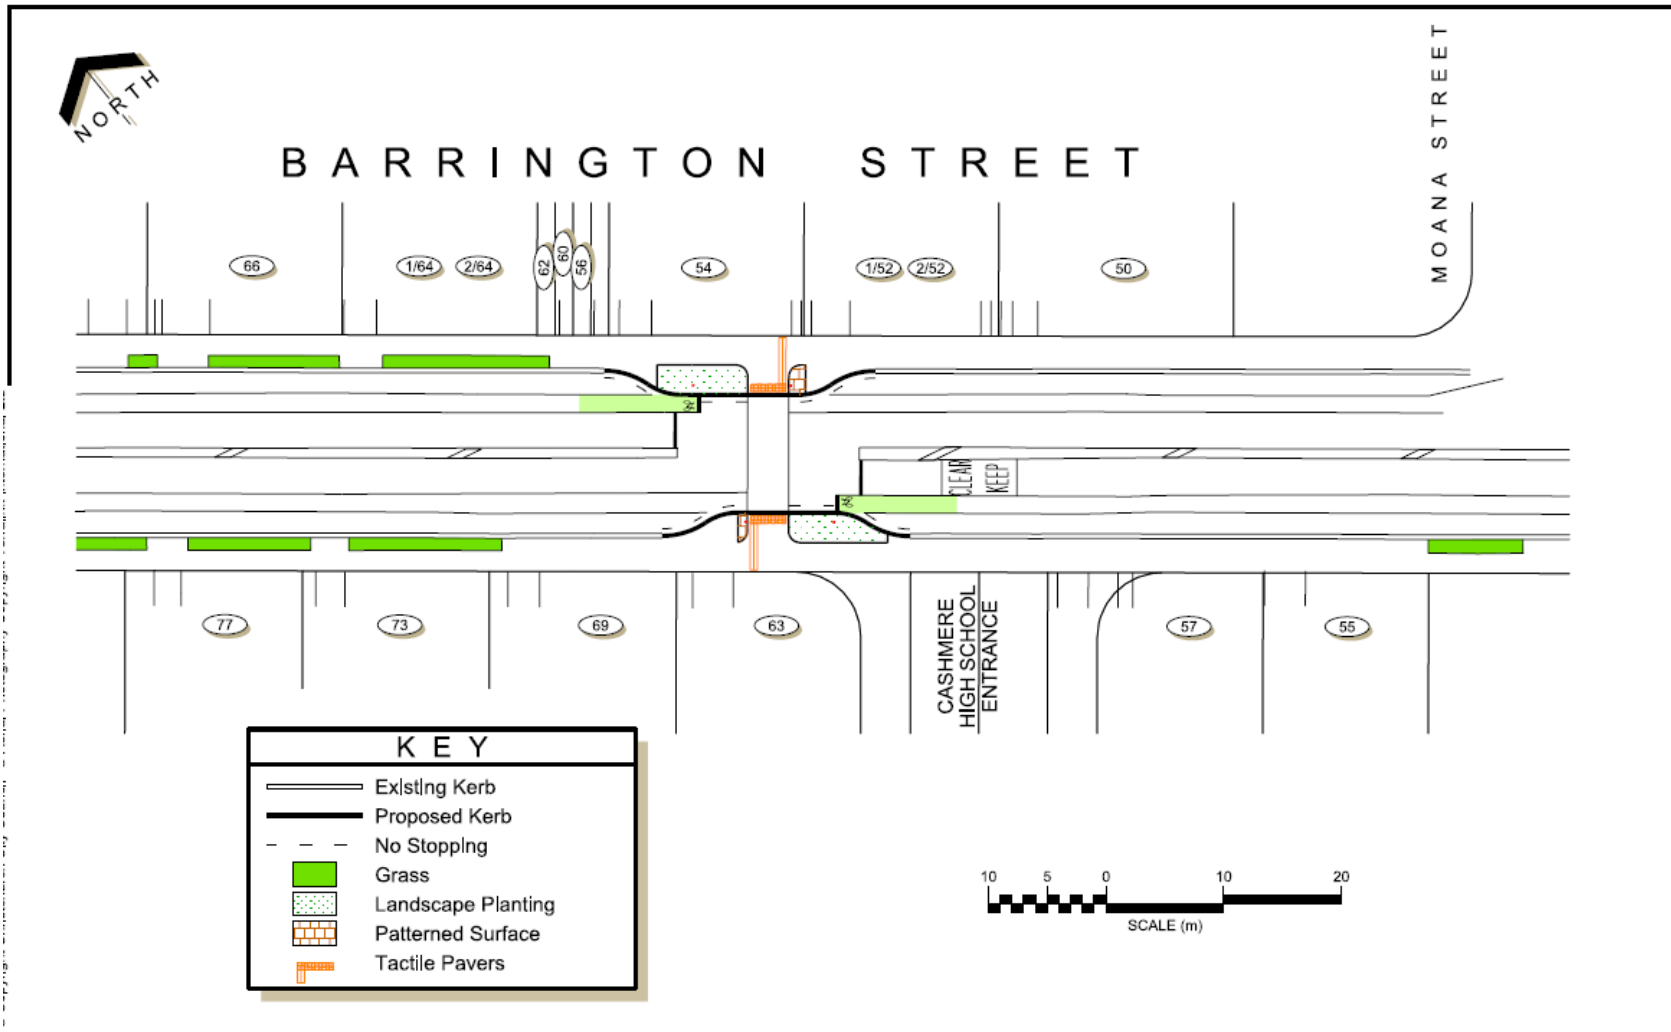 NORTH
BARRINGTON STREET
MOANA STREET
66
1/64
2/64
62
60
56
54
1/52
2/52
50
CLEAR
KEEP
77
73
69
63
CASHMERE
HIGH SCHOOL
ENTRANCE
57
55
KEY
Existing Kerb
Proposed Kerb
No Stopping
Grass
Landscape Planting
Patterned Surface
Tactile Pavers
10 5 0 10 20
SCALE (m)